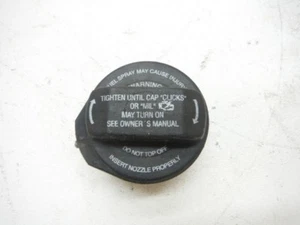 FUEL SPRAY MAY CAUSE INJURY
WARNING
TIGHTEN UNTIL CAP "CLICKS"
OR "MIL"
MAY TURN ON
SEE OWNER'S MANUAL
DO NOT TOP-OFF
INSERT NOZZLE PROPERLY